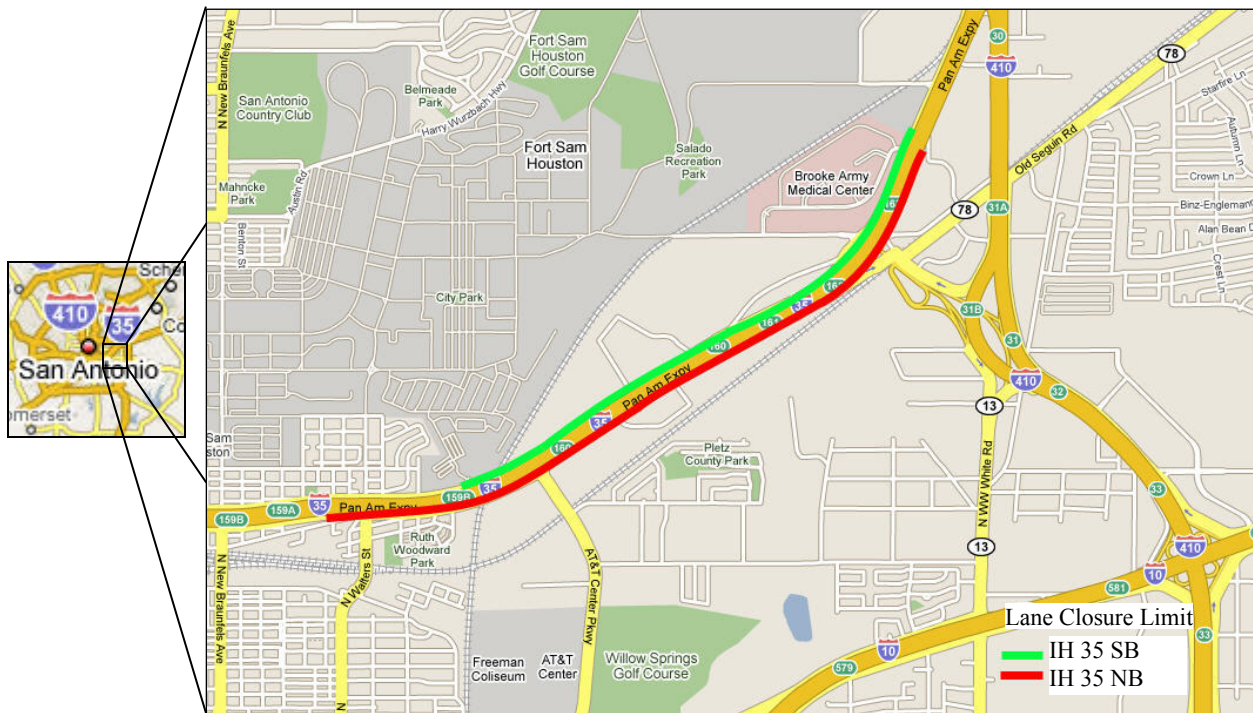 30
Pan Am Expy
410
78
N New Braunfels Ave
Fort Sam
Houston
Golf Course
Belmeade
Park
San Antonio
Country Club
Harry Wurzbach Hwy
Starfire Ln
Autumn Ln
Fort Sam
Houston
Salado
Recreation
Park
Old Seguin Rd
Brooke Army
Medical Center
Crown Ln
Mahncke
Park
Austin Rd
78
31A
Binz-Engleman
Alan Bean D
Benton St
Crest Ln
City Park
35
31B
160
31
410
32
410
35
San Antonio
omerset
Pan Am Expy
35
13
Sam
ston
Pletz
County Park
N WW White Rd
33
159B
35
159A
35
Pan Am Expy
159B
13
410
10
581
Ruth
Woodward
Park
N Walters St
AT&T Center Pkwy
N New Braunfels Ave
Lane Closure Limit
IH 35 SB
IH 35 NB
33
10
579
Freeman
Coliseum
AT&T
Center
Willow Springs
Golf Course
N